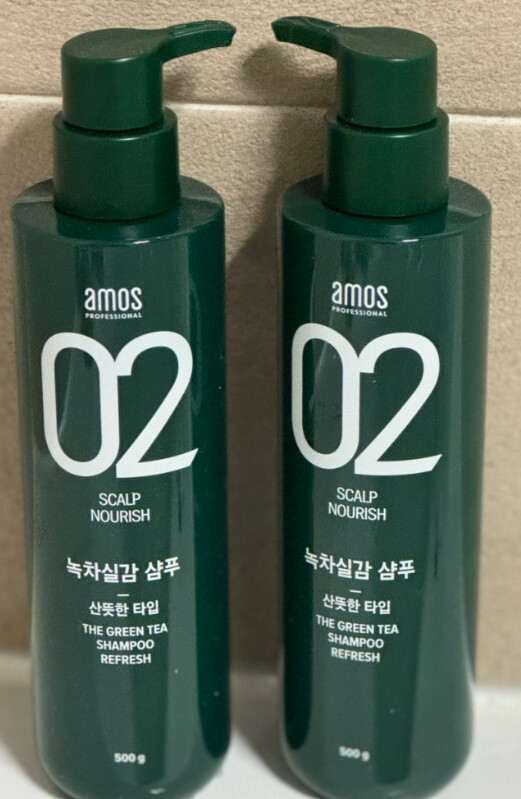 amos
PROFESSIONAL
02
SCALP
NOURISH
녹차실감 샴푸
산뜻한 타입
THE GREEN TEA
SHAMPOO
REFRESH
500 g
amos
PROFESSIONAL
02
SCALP
NOURISH
녹차실감 샴푸
산뜻한 타입
THE GREEN TEA
SHAMPOO
REFRESH
500 g